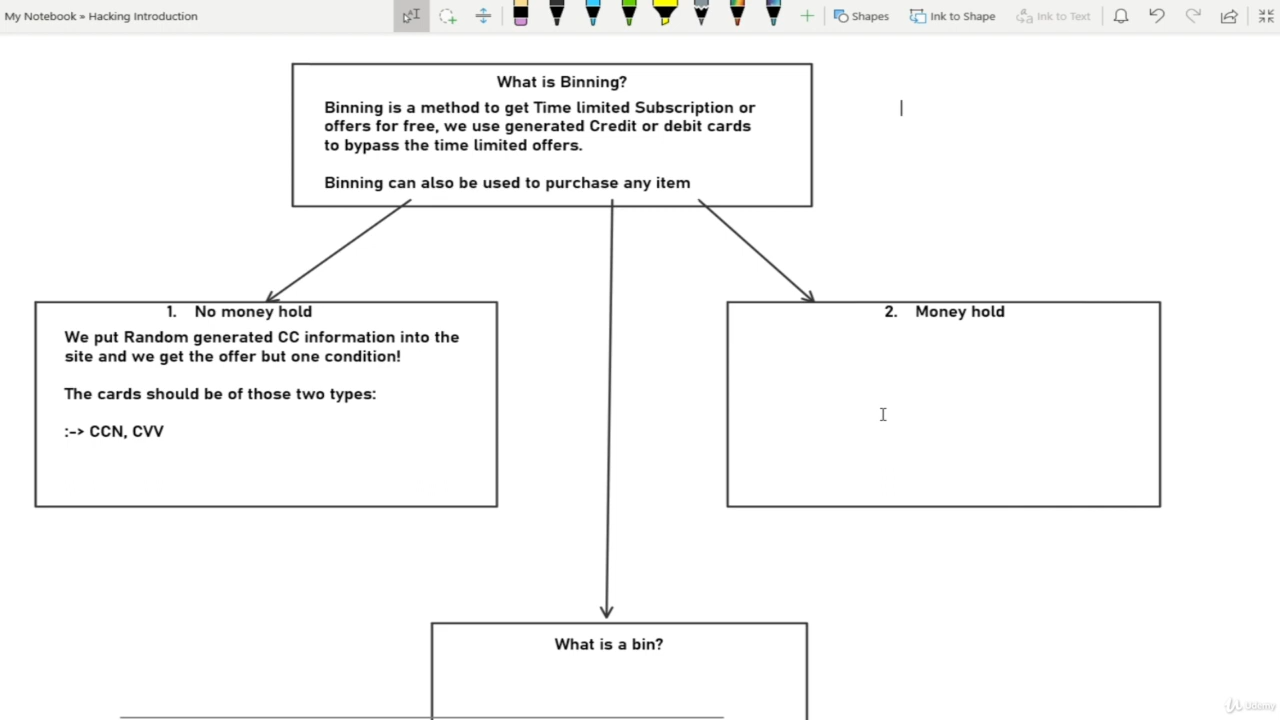 My Notebook » Hacking Introduction
Shapes
Ink to Shape
Ink to Text
What is Binning?
Binning is a method to get Time limited Subscription or
offers for free, we use generated Credit or debit cards
to bypass the time limited offers.
Binning can also be used to purchase any item
1. No money hold
We put Random generated CC information into the
site and we get the offer but one condition!
The cards should be of those two types:
:-> CCN, CVV
2. Money hold
What is a bin?
Udemy